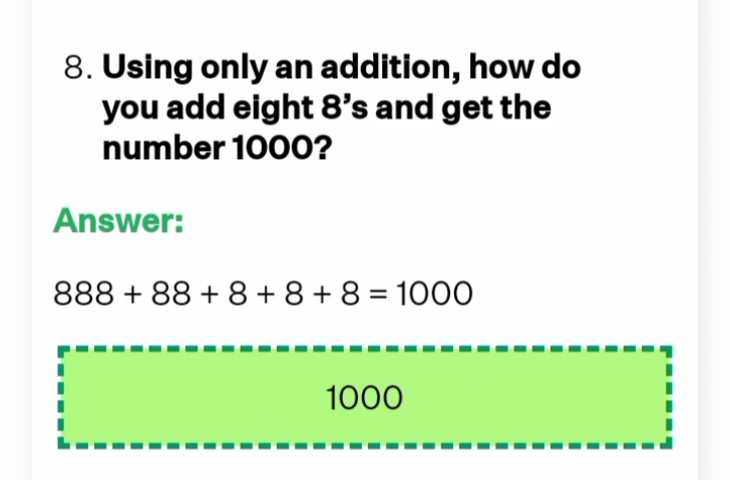 8. Using only an addition, how do
you add eight 8’s and get the
number 1000?
Answer:
888 + 88 + 8 + 8 + 8 = 1000
1000